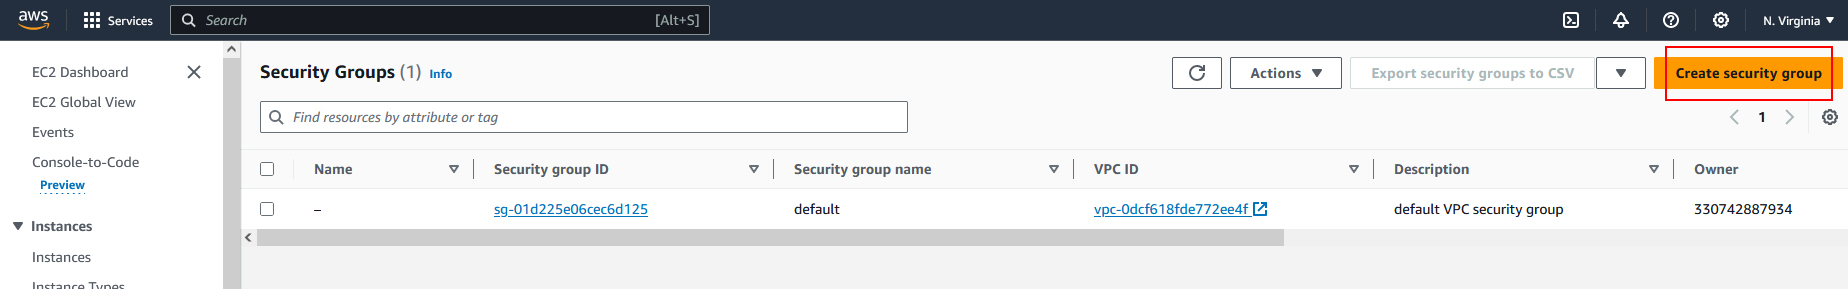 aws Services Search [Alt+S] N. Virginia
EC2 Dashboard
EC2 Global View
Events
Console-to-Code
Preview
Instances
Instances
Instance Types
Security Groups (1) Info
Actions Export security groups to CSV Create security group
Find resources by attribute or tag
1
Name Security group ID Security group name VPC ID Description Owner
– sg-01d225e06cec6d125 default vpc-0dcf618fde772ee4f default VPC security group 330742887934